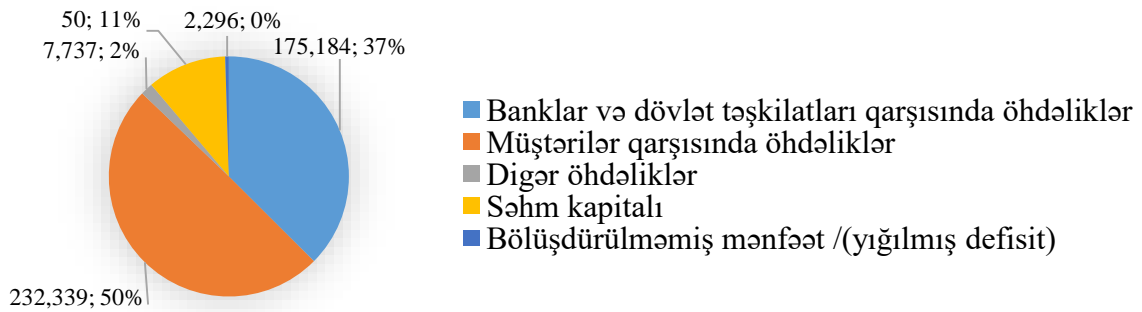 50; 11%
2,296; 0%
7,737; 2%
175,184; 37%
Banklar və dövlət təşkilatları qarşısında öhdəliklər
Müştərilər qarşısında öhdəliklər
Digər öhdəliklər
Səhm kapitalı
Bölüşdürülməmiş mənfəət /(yığılmış defisit)
232,339; 50%